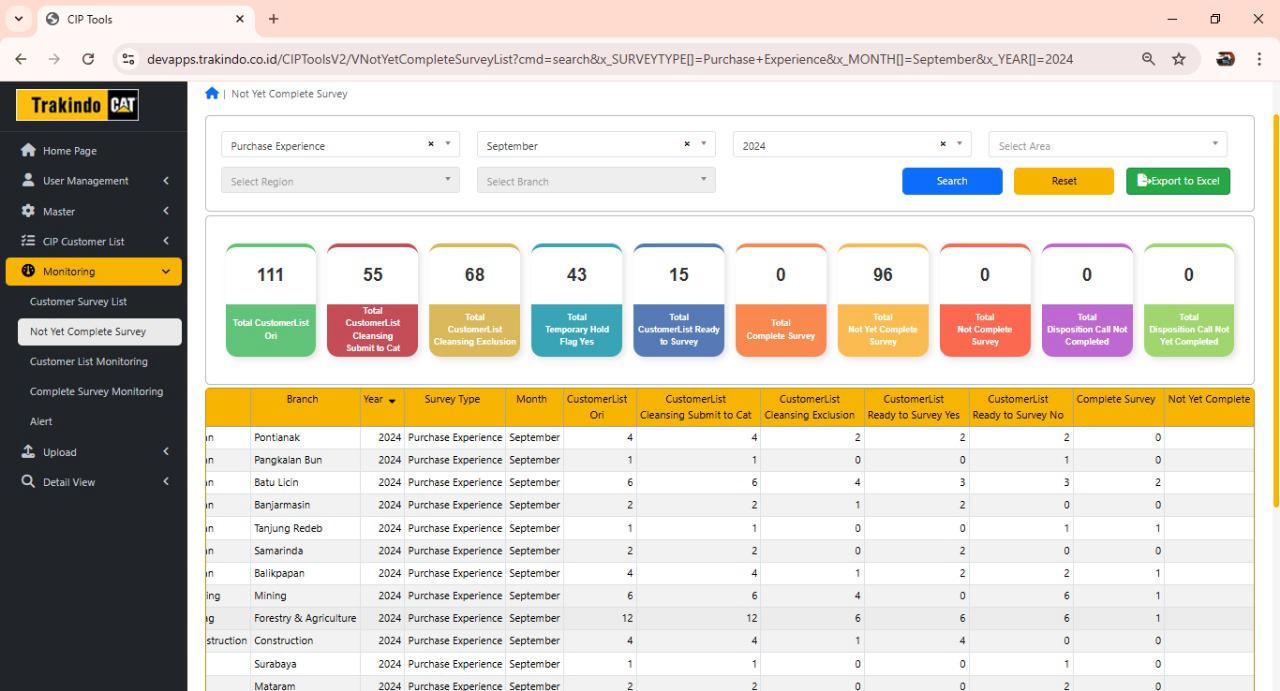 CIP Tools
devapps.trakindo.co.id/CIPToolsV2/VNotYetCompleteSurveyList?cmd=search&x_SURVEYTYPE[]=Purchase+Experience&x_MONTH[]=September&x_YEAR[]=2024
Trakindo CAT
Home Page
User Management
Master
CIP Customer List
Monitoring
Customer Survey List
Not Yet Complete Survey
Customer List Monitoring
Complete Survey Monitoring
Alert
Upload
Detail View
| Not Yet Complete Survey
Purchase Experience × September × 2024 × Select Area
Select Region Select Branch Search Reset Export to Excel
111
Total CustomerList
Ori
55
Total
CustomerList
Cleansing
Submit to Cat
68
Total
CustomerList
Cleansing Exclusion
43
Total
Temporary Hold
Flag Yes
15
Total
CustomerList Ready
to Survey
0
Total
Complete Survey
96
Total
Not Yet Complete
Survey
0
Total
Not Complete
Survey
0
Total
Disposition Call Not
Completed
0
Total
Disposition Call Not
Yet Completed
Branch Year Survey Type Month CustomerList CustomerList CustomerList CustomerList CustomerList Complete Survey Not Yet Complete
Ori Cleansing Submit to Cat Cleansing Exclusion Ready to Survey Yes Ready to Survey No
an Pontianak 2024 Purchase Experience September 4 4 2 2 2 0
an Pangkalan Bun 2024 Purchase Experience September 1 1 0 0 1 0
an Batu Licin 2024 Purchase Experience September 6 6 4 3 3 2
an Banjarmasin 2024 Purchase Experience September 2 2 1 2 0 0
an Tanjung Redeb 2024 Purchase Experience September 1 1 0 0 1 1
an Samarinda 2024 Purchase Experience September 2 2 0 2 0 0
an Balikpapan 2024 Purchase Experience September 4 4 1 2 2 1
ing Mining 2024 Purchase Experience September 6 6 4 0 6 1
ag Forestry & Agriculture 2024 Purchase Experience September 12 12 6 6 6 1
struction Construction 2024 Purchase Experience September 4 4 1 4 0 0
Surabaya 2024 Purchase Experience September 1 1 0 0 1 0
Mataram 2024 Purchase Experience September 2 2 0 0 2 0